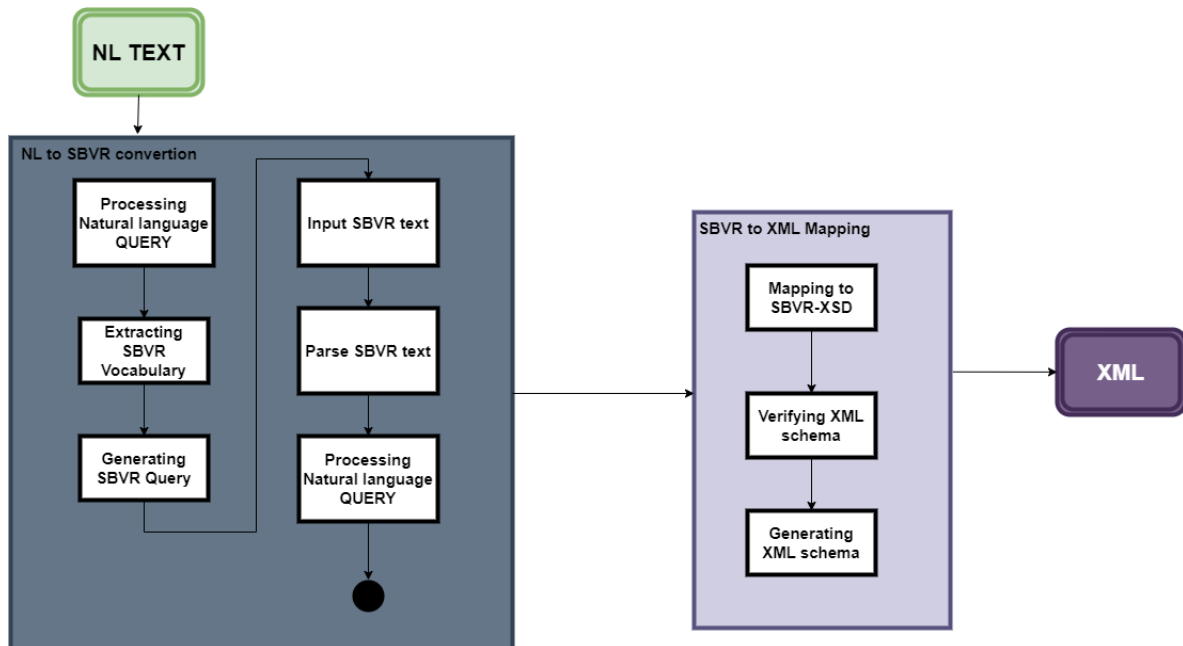 NL TEXT
NL to SBVR convertion
Processing
Natural language
QUERY
Extracting
SBVR
Vocabulary
Generating
SBVR Query
Input SBVR text
Parse SBVR text
Processing
Natural language
QUERY
SBVR to XML Mapping
Mapping to
SBVR-XSD
Verifying XML
schema
Generating
XML schema
XML